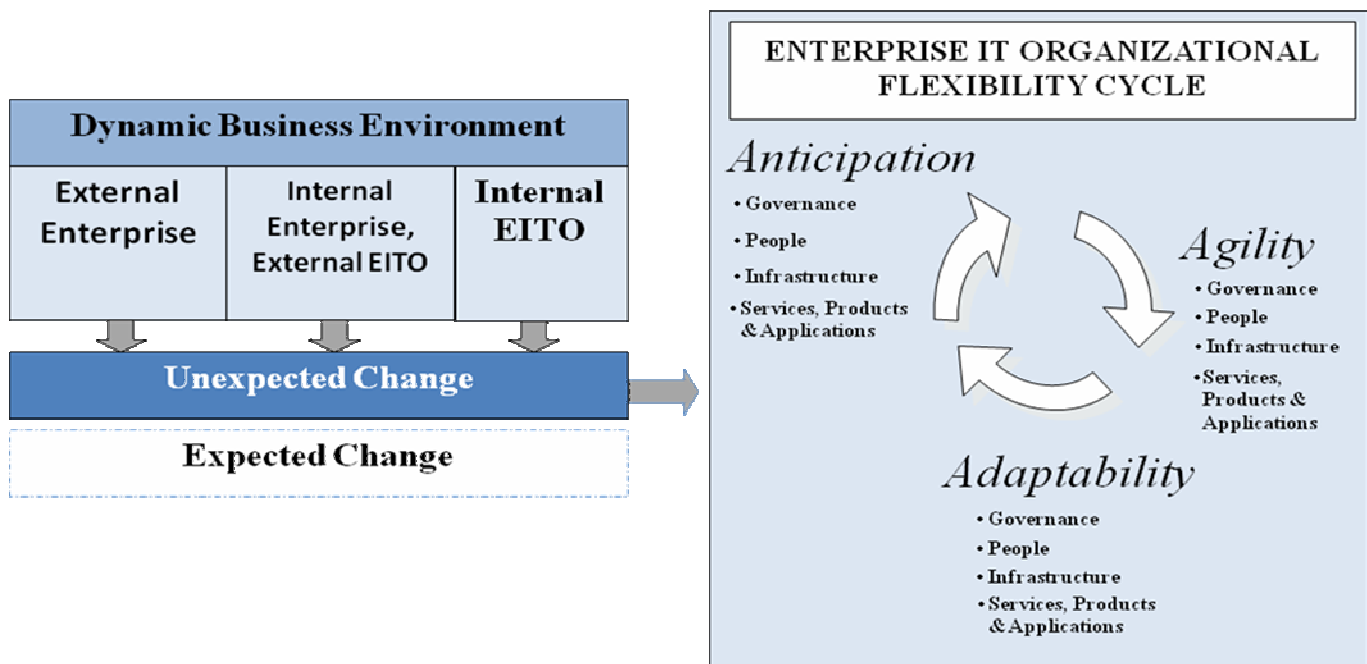 Dynamic Business Environment
External
Enterprise
Internal
Enterprise,
External EITO
Internal
EITO
Unexpected Change
Expected Change
ENTERPRISE IT ORGANIZATIONAL
FLEXIBILITY CYCLE
Anticipation
• Governance
• People
• Infrastructure
• Services, Products
& Applications
Agility
• Governance
• People
• Infrastructure
• Services,
Products &
Applications
Adaptability
• Governance
• People
• Infrastructure
• Services, Products
& Applications